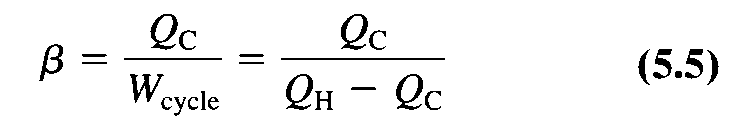 β = Q_C / W_cycle = Q_C / (Q_H − Q_C) (5.5)